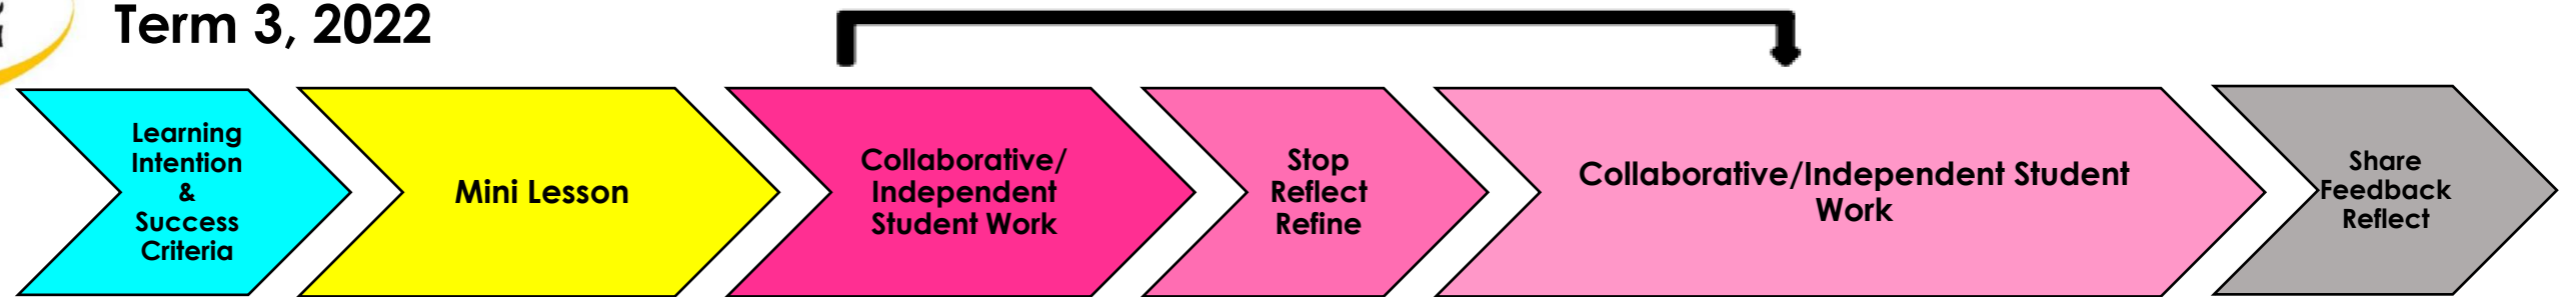 Term 3, 2022
Learning
Intention
&
Success
Criteria
Mini Lesson
Collaborative/
Independent
Student Work
Stop
Reflect
Refine
Collaborative/Independent Student
Work
Share
Feedback
Reflect